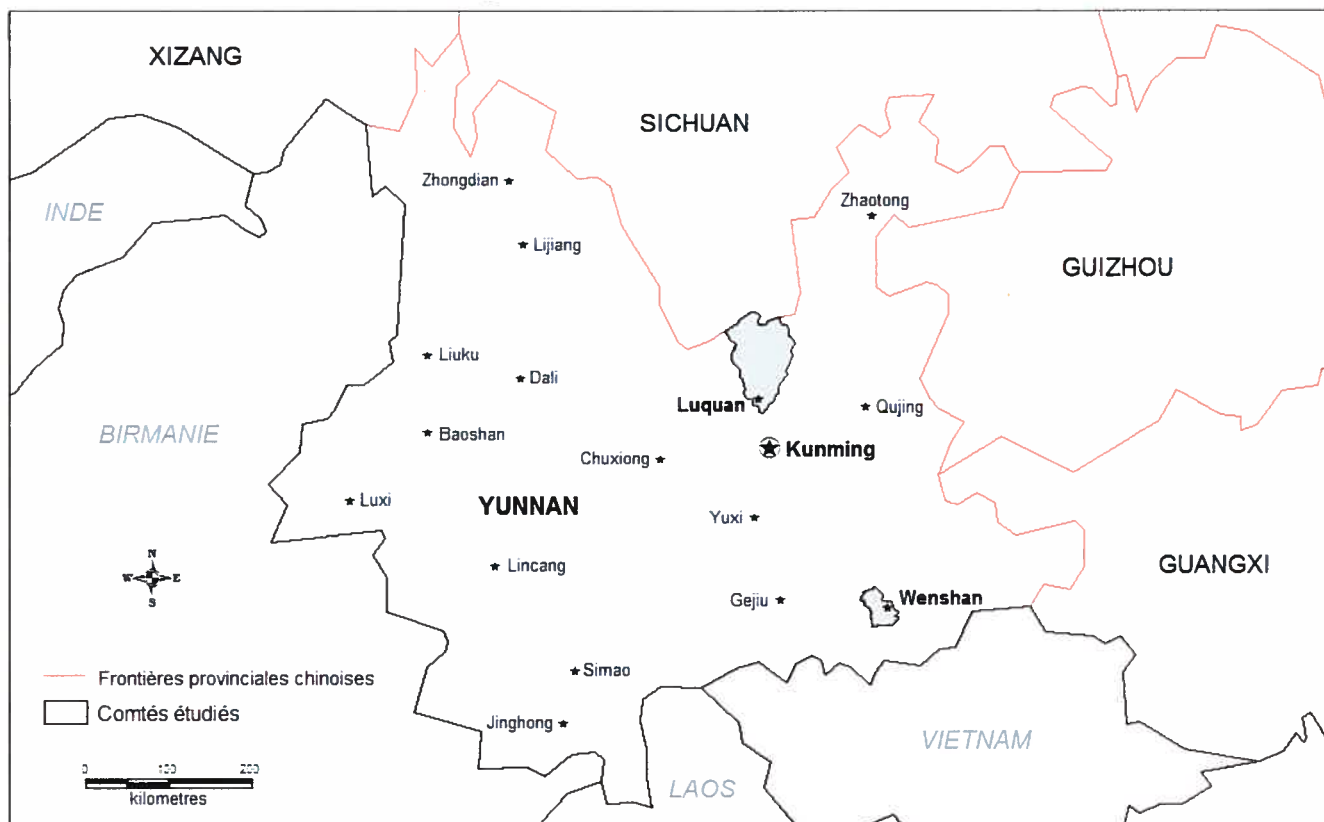 XIZANG
SICHUAN
Zhongdian
Zhaotong
INDE
Lijiang
GUIZHOU
Liuku
Dali
Luquan
Qujing
BIRMANIE
Baoshan
Chuxiong
Kunming
Luxi
YUNNAN
Yuxi
N
W E
S
Lincang
GUANGXI
Gejiu
Wenshan
Simao
Frontières provinciales chinoises
Comtés étudiés
Jinghong
VIETNAM
0 100 200
kilometres
LAOS